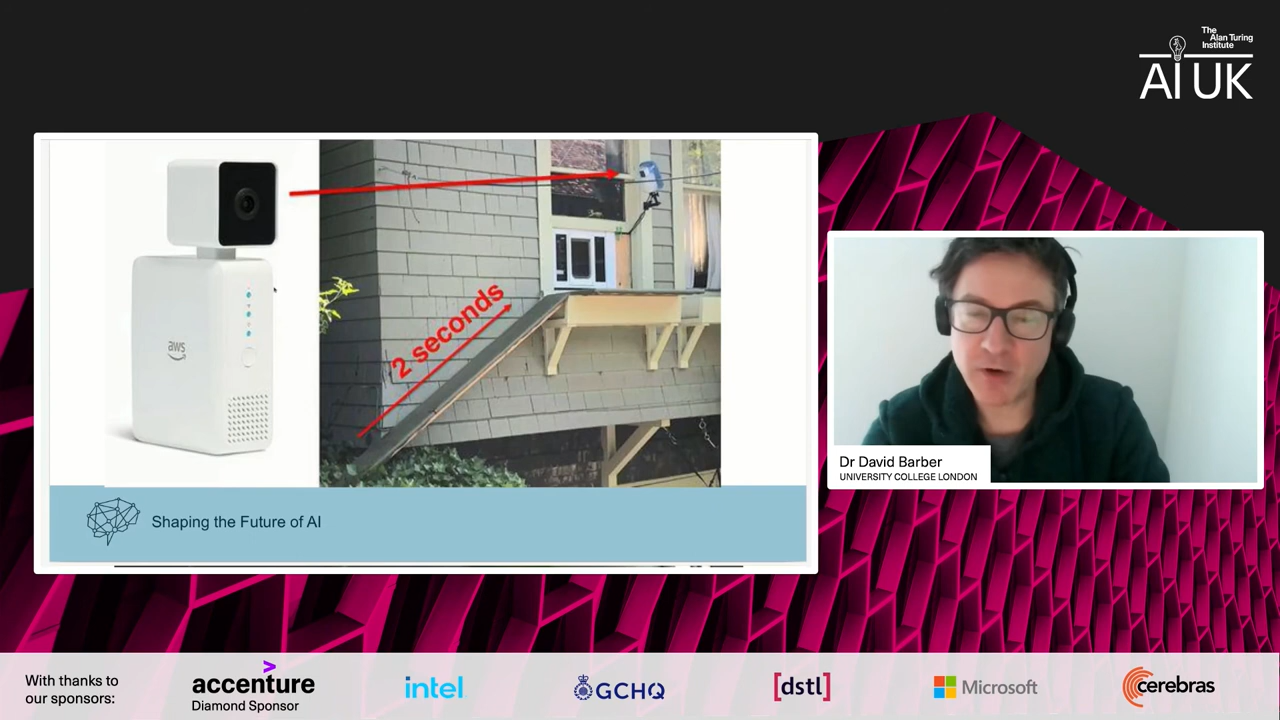 The
Alan Turing
Institute
AI UK
aws
2 seconds
Shaping the Future of AI
Dr David Barber
UNIVERSITY COLLEGE LONDON
With thanks to
our sponsors:
accenture
Diamond Sponsor
intel
GCHQ
[dstl]
Microsoft
cerebras